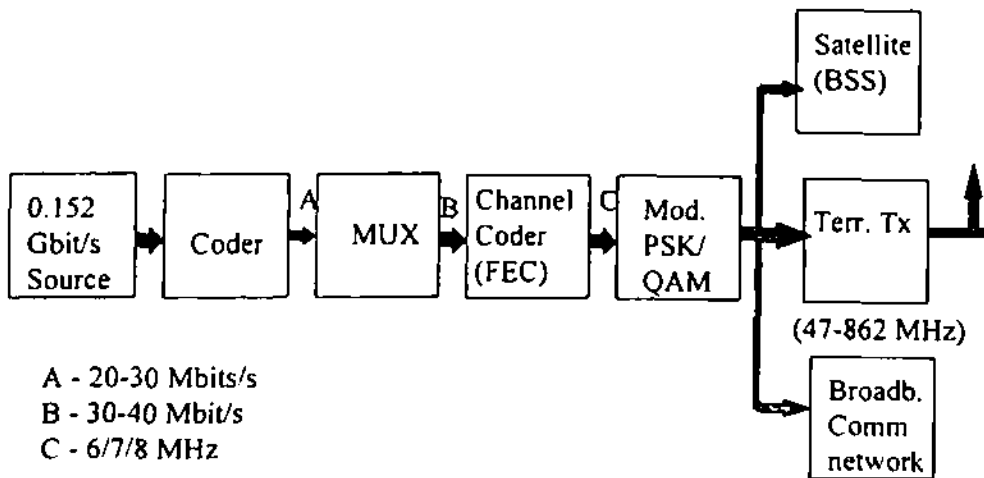 Satellite
(BSS)
0.152
Gbit/s
Source
Coder
A
MUX
B
Channel
Coder
(FEC)
C
Mod.
PSK/
QAM
Terr. Tx
(47-862 MHz)
Broadb.
Comm
network
A - 20-30 Mbits/s
B - 30-40 Mbit/s
C - 6/7/8 MHz